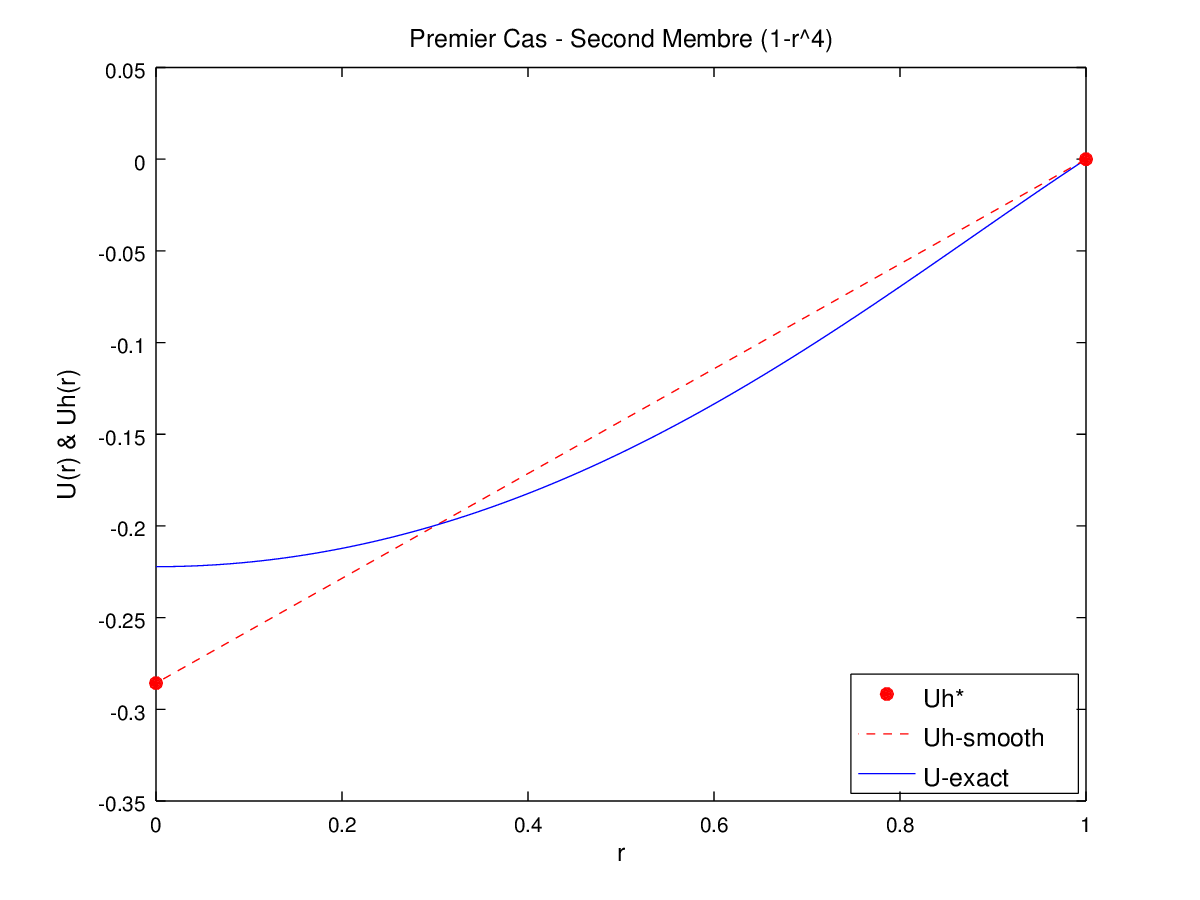 Premier Cas - Second Membre (1-r^4)
0.05
0
-0.05
-0.1
-0.15
-0.2
-0.25
-0.3
-0.35
U(r) & Uh(r)
Uh*
Uh-smooth
U-exact
0 0.2 0.4 0.6 0.8 1
r